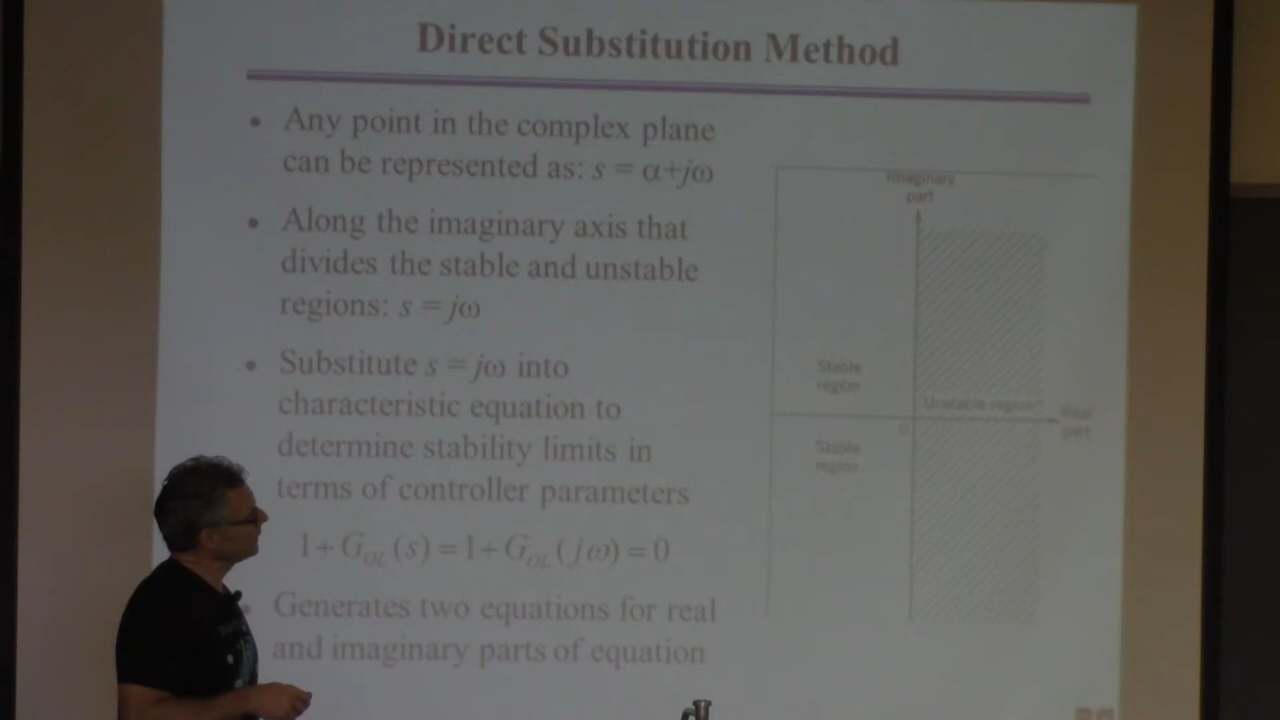 Direct Substitution Method
• Any point in the complex plane
can be represented as: s = α+jω
• Along the imaginary axis that
divides the stable and unstable
regions: s = jω
• Substitute s = jω into
characteristic equation to
determine stability limits in
terms of controller parameters
1+G_OL(s)=1+G_OL(jω)=0
• Generates two equations for real
and imaginary parts of equation
Imaginary
part
Stable
region
Unstable region
Real
part
0
Stable
region